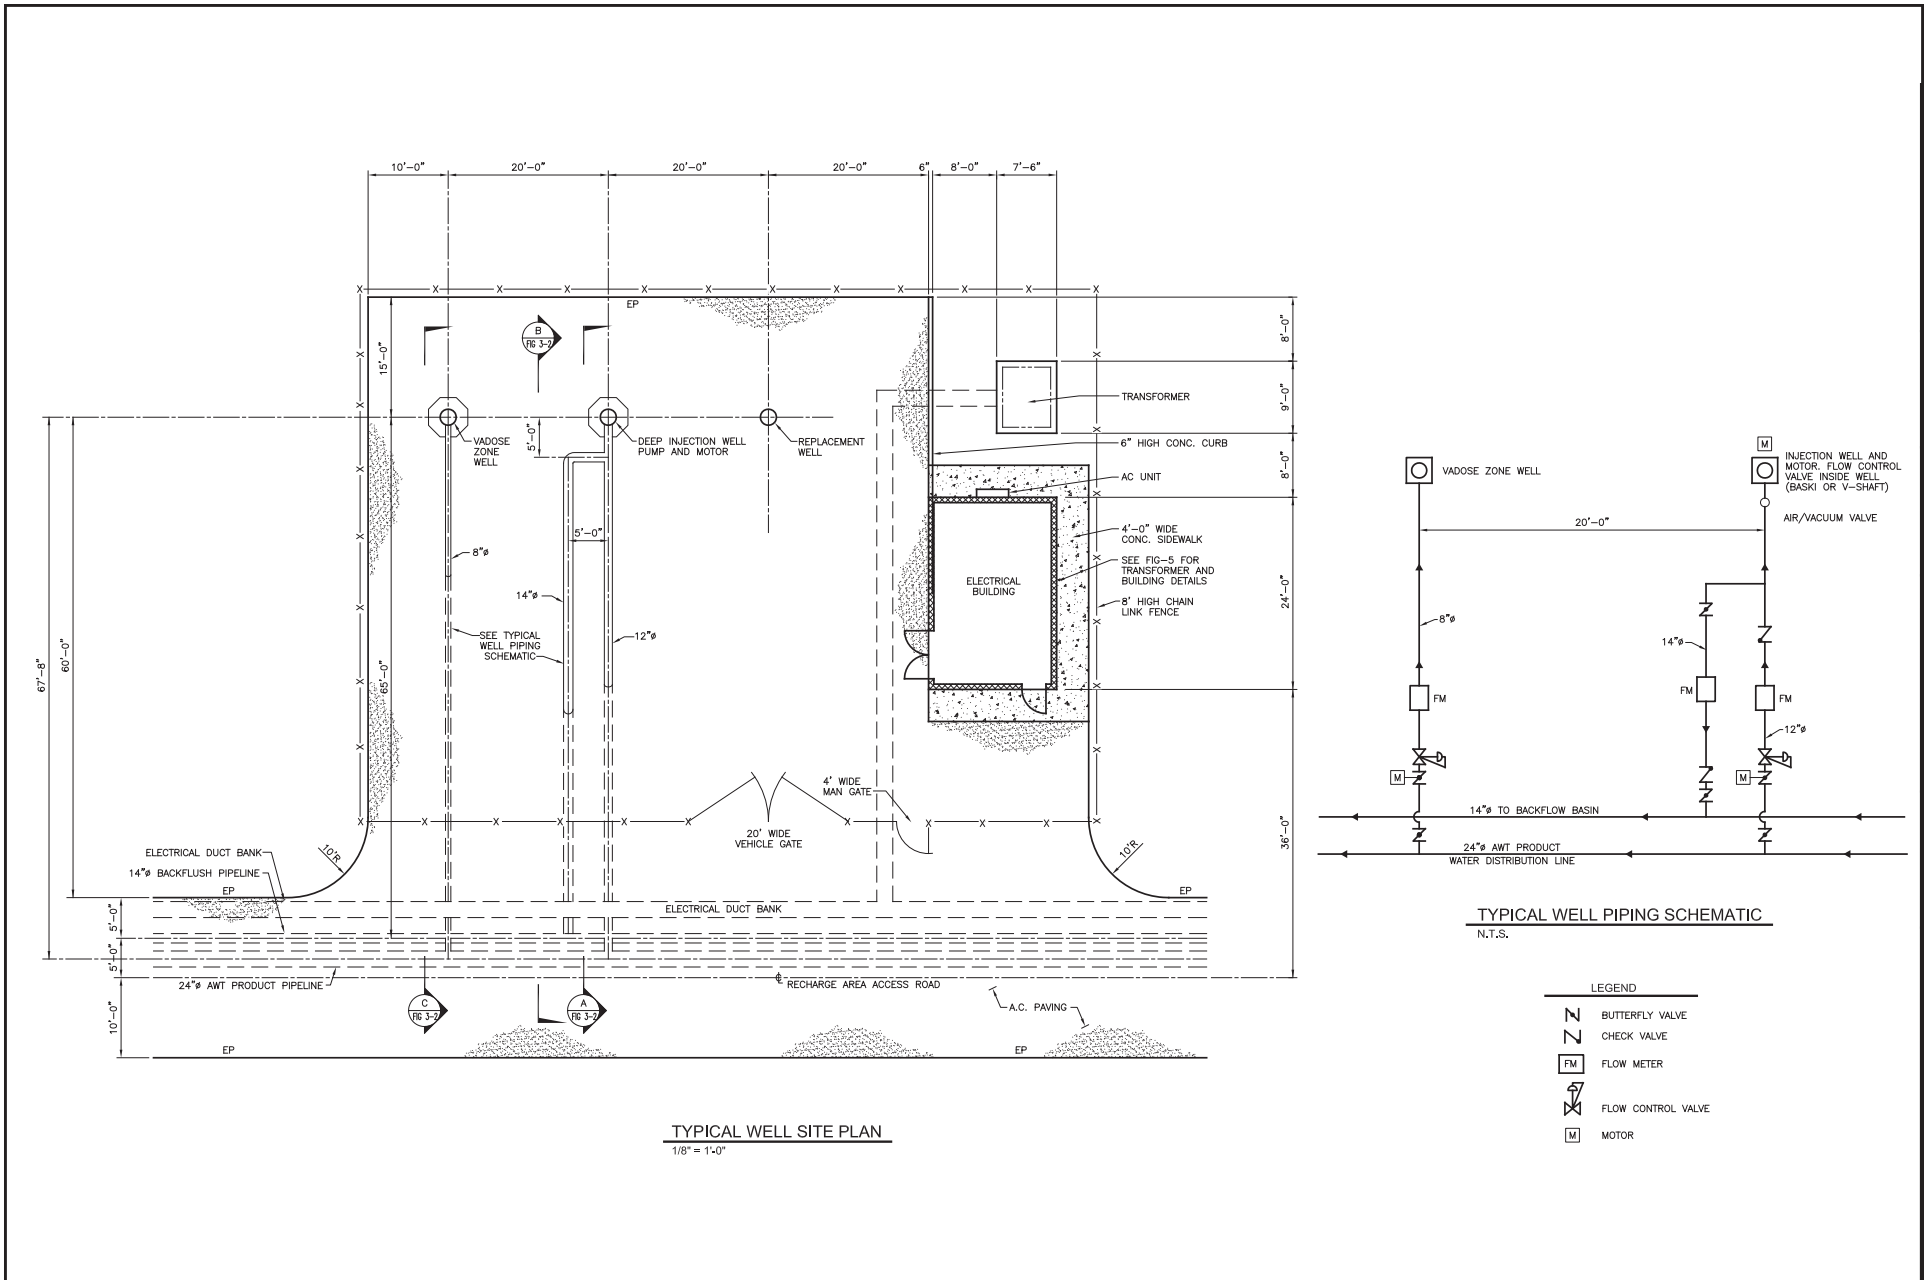 10'-0"
20'-0"
20'-0"
20'-0"
6"
8'-0"
7'-6"
EP
15'-0"
B
FIG 3-2
8'-0"
9'-0"
8'-0"
24'-0"
36'-0"
TRANSFORMER
VADOSE
ZONE
WELL
5'-0"
DEEP INJECTION WELL
PUMP AND MOTOR
REPLACEMENT
WELL
6" HIGH CONC. CURB
AC UNIT
4'-0" WIDE
CONC. SIDEWALK
SEE FIG-5 FOR
TRANSFORMER AND
BUILDING DETAILS
8' HIGH CHAIN
LINK FENCE
5'-0"
8"ø
14"ø
12"ø
ELECTRICAL
BUILDING
SEE TYPICAL
WELL PIPING
SCHEMATIC
67'-8"
60'-0"
65'-0"
4' WIDE
MAN GATE
20' WIDE
VEHICLE GATE
10'R
10'R
ELECTRICAL DUCT BANK
14"ø BACKFLUSH PIPELINE
EP
EP
ELECTRICAL DUCT BANK
5'-0"
5'-0"
10'-0"
24"ø AWT PRODUCT PIPELINE
RECHARGE AREA ACCESS ROAD
C
FIG 3-2
A
FIG 3-2
A.C. PAVING
EP
EP
TYPICAL WELL SITE PLAN
1/8" = 1'-0"
M
VADOSE ZONE WELL
INJECTION WELL AND
MOTOR. FLOW CONTROL
VALVE INSIDE WELL
(BASKI OR V-SHAFT)
AIR/VACUUM VALVE
20'-0"
8"ø
14"ø
FM
FM
FM
12"ø
M
M
14"ø TO BACKFLOW BASIN
24"ø AWT PRODUCT
WATER DISTRIBUTION LINE
TYPICAL WELL PIPING SCHEMATIC
N.T.S.
LEGEND
BUTTERFLY VALVE
CHECK VALVE
FM FLOW METER
FLOW CONTROL VALVE
M MOTOR